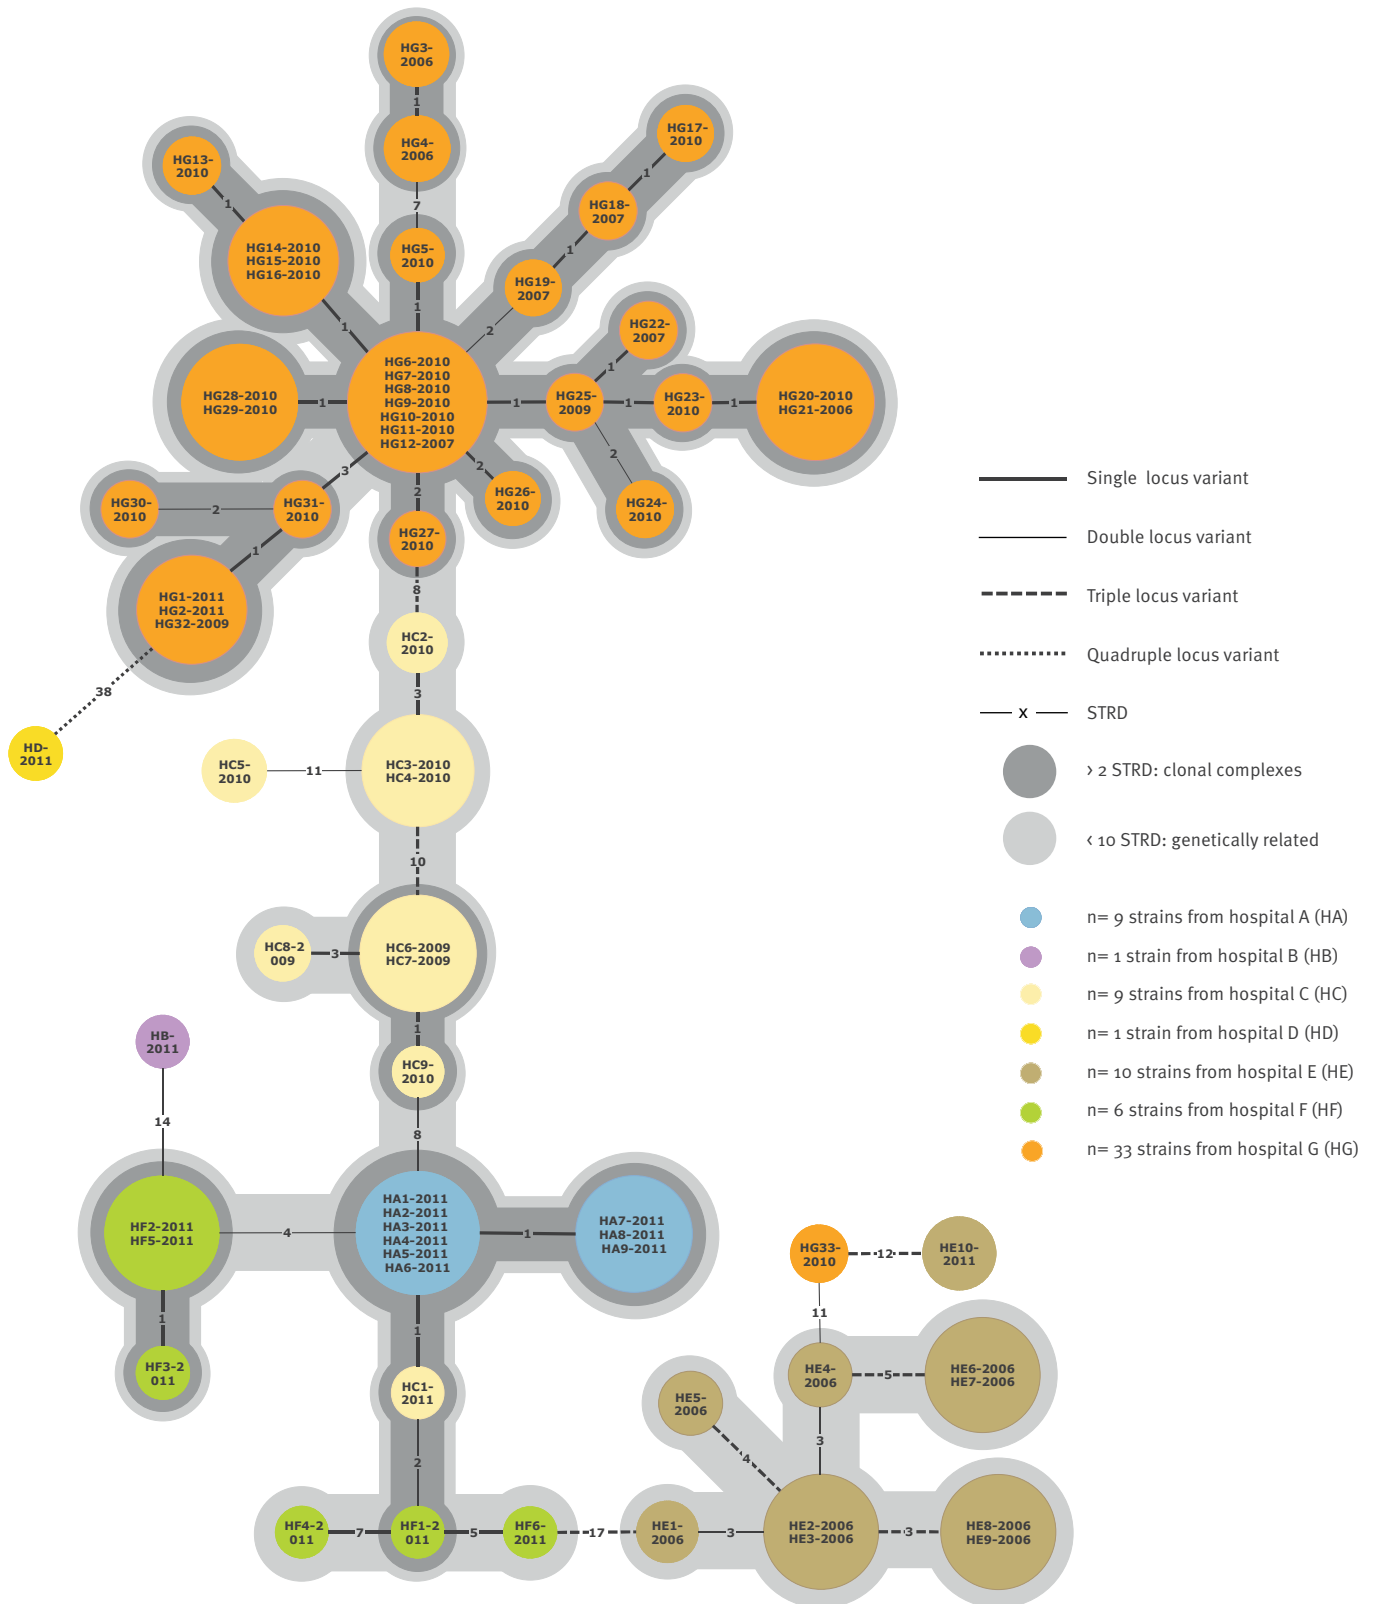 HG3-
2006
1
HG4-
2006
7
HG5-
2010
1
HG17-
2010
1
HG18-
2007
1
HG19-
2007
2
HG13-
2010
1
HG14-2010
HG15-2010
HG16-2010
1
HG28-2010
HG29-2010
1
HG6-2010
HG7-2010
HG8-2010
HG9-2010
HG10-2010
HG11-2010
HG12-2007
1
HG25-
2009
1
HG22-
2007
1
HG23-
2010
1
HG20-2010
HG21-2006
2
HG24-
2010
2
HG26-
2010
3
HG31-
2010
2
HG30-
2010
1
HG1-2011
HG2-2011
HG32-2009
38
HD-
2011
2
HG27-
2010
8
HC2-
2010
3
HC3-2010
HC4-2010
11
HC5-
2010
10
HC6-2009
HC7-2009
3
HC8-2
009
1
HC9-
2010
8
HB-
2011
14
HF2-2011
HF5-2011
4
1
HF3-2
011
HA1-2011
HA2-2011
HA3-2011
HA4-2011
HA5-2011
HA6-2011
1
HA7-2011
HA8-2011
HA9-2011
1
HC1-
2011
2
HF4-2
011
7
HF1-2
011
5
HF6-
2011
17
HE1-
2006
3
HE2-2006
HE3-2006
3
HE8-2006
HE9-2006
4
HE5-
2006
3
HE4-
2006
5
HE6-2006
HE7-2006
11
HG33-
2010
12
HE10-
2011
Single locus variant
Double locus variant
Triple locus variant
Quadruple locus variant
x STRD
› 2 STRD: clonal complexes
‹ 10 STRD: genetically related
n= 9 strains from hospital A (HA)
n= 1 strain from hospital B (HB)
n= 9 strains from hospital C (HC)
n= 1 strain from hospital D (HD)
n= 10 strains from hospital E (HE)
n= 6 strains from hospital F (HF)
n= 33 strains from hospital G (HG)